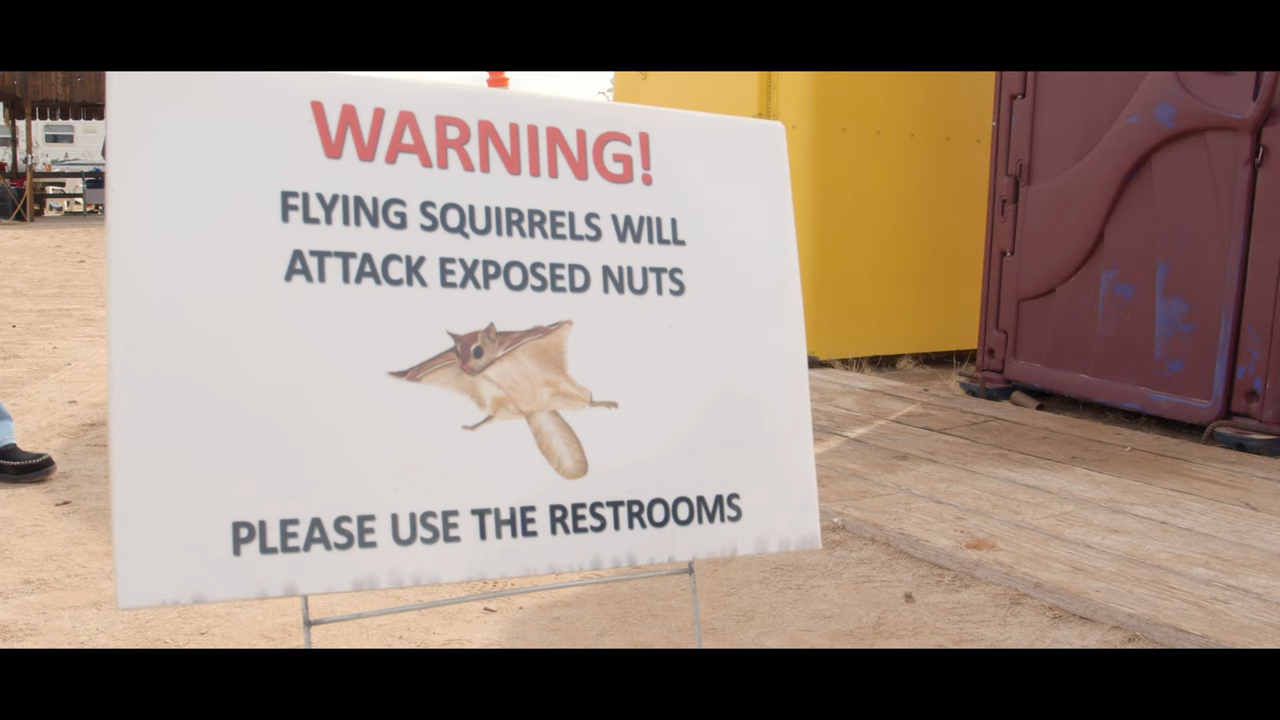 WARNING!
FLYING SQUIRRELS WILL
ATTACK EXPOSED NUTS
PLEASE USE THE RESTROOMS